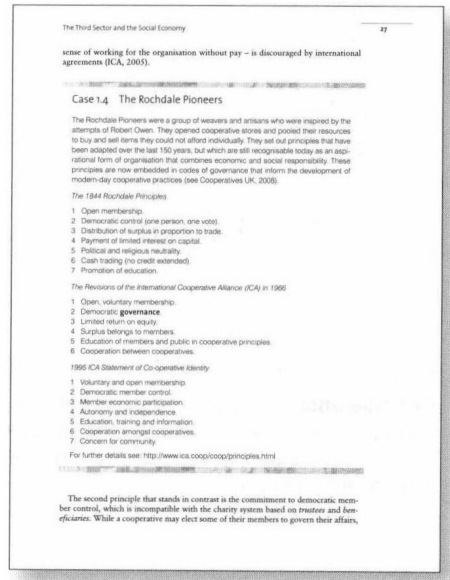 The Third Sector and the Social Economy
27
sense of working for the organisation without pay – is discouraged by international
agreements (ICA, 2005).
Case 1.4 The Rochdale Pioneers
The Rochdale Pioneers were a group of weavers and artisans who were inspired by the
attempts of Robert Owen. They opened cooperative stores and pooled their resources
to buy and sell items they could not afford individually. They set out principles that have
been adapted over the last 150 years, but which are still recognisable today as an aspi-
rational form of organisation that combines economic and social responsibility. These
principles are now embedded in codes of governance that inform the development of
modern-day cooperative practices (see Cooperatives UK, 2008).
The 1844 Rochdale Principles
1 Open membership.
2 Democratic control (one person, one vote).
3 Distribution of surplus in proportion to trade.
4 Payment of limited interest on capital.
5 Political and religious neutrality.
6 Cash trading (no credit extended).
7 Promotion of education.
The Revisions of the International Cooperative Alliance (ICA) in 1966
1 Open, voluntary membership.
2 Democratic governance.
3 Limited return on equity.
4 Surplus belongs to members.
5 Education of members and public in cooperative principles.
6 Cooperation between cooperatives.
1995 ICA Statement of Co-operative Identity
1 Voluntary and open membership.
2 Democratic member control.
3 Member economic participation.
4 Autonomy and independence.
5 Education, training and information.
6 Cooperation amongst cooperatives.
7 Concern for community.
For further details see: http://www.ica.coop/coop/principles.html
The second principle that stands in contrast is the commitment to democratic mem-
ber control, which is incompatible with the charity system based on trustees and ben-
eficiaries. While a cooperative may elect some of their members to govern their affairs,